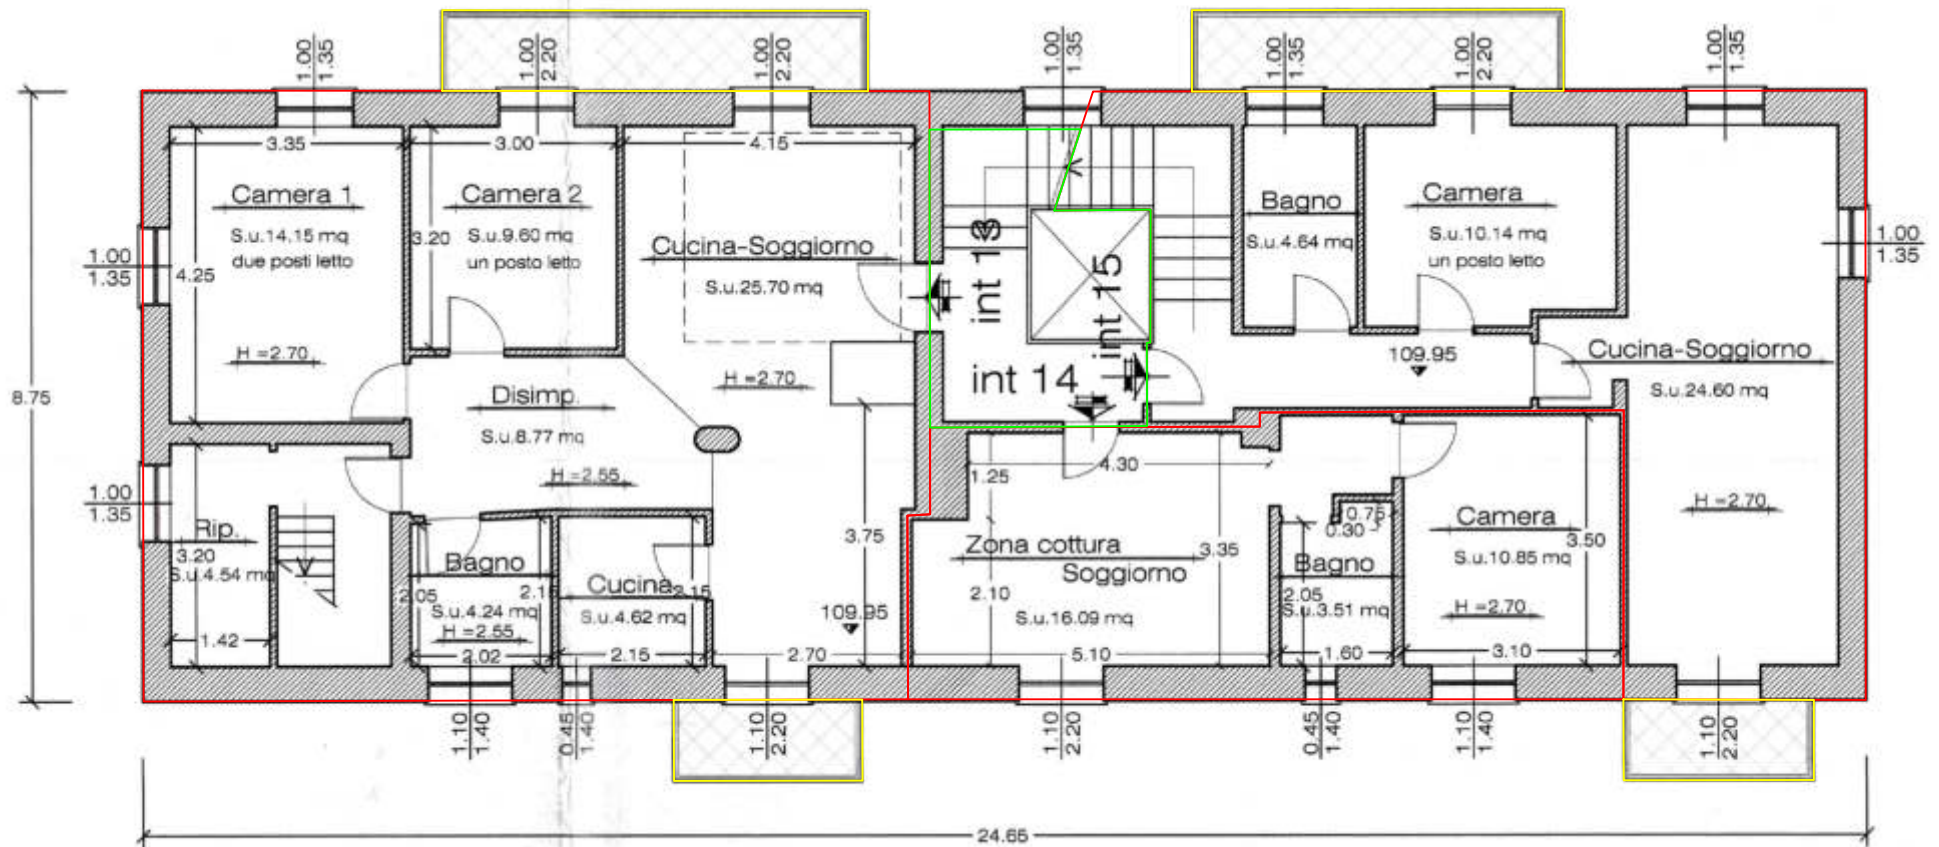 1.00
1.35
1.00
2.20
1.00
2.20
1.00
1.35
1.00
1.35
1.00
2.20
1.00
1.35
3.35
3.00
4.15
Camera 1
S.u.14.15 mq
due posti letto
Camera 2
S.u.9.60 mq
un posto letto
3.20
4.25
1.00
1.35
Cucina-Soggiorno
S.u.25.70 mq
int 13
int 15
int 14
Bagno
S.u.4.64 mq
Camera
S.u.10.14 mq
un posto letto
1.00
1.35
8.75
H =2.70
H =2.70
109.95
Cucina-Soggiorno
S.u.24.60 mq
Disimp.
S.u.8.77 mq
H =2.55
1.00
1.35
Rip.
3.20
S.u.4.54 mq
1.42
Bagno
2.05
2.15
S.u.4.24 mq
H =2.55
2.02
Cucina
2.15
S.u.4.62 mq
2.15
3.75
109.95
2.70
4.30
1.25
Zona cottura
Soggiorno
3.35
2.10
S.u.16.09 mq
5.10
0.75
0.30
Bagno
2.05
S.u.3.51 mq
1.60
Camera
3.50
S.u.10.85 mq
H =2.70
3.10
H =2.70
1.10
1.40
0.45
1.40
1.10
2.20
1.10
2.20
0.45
1.40
1.10
1.40
1.10
2.20
24.65